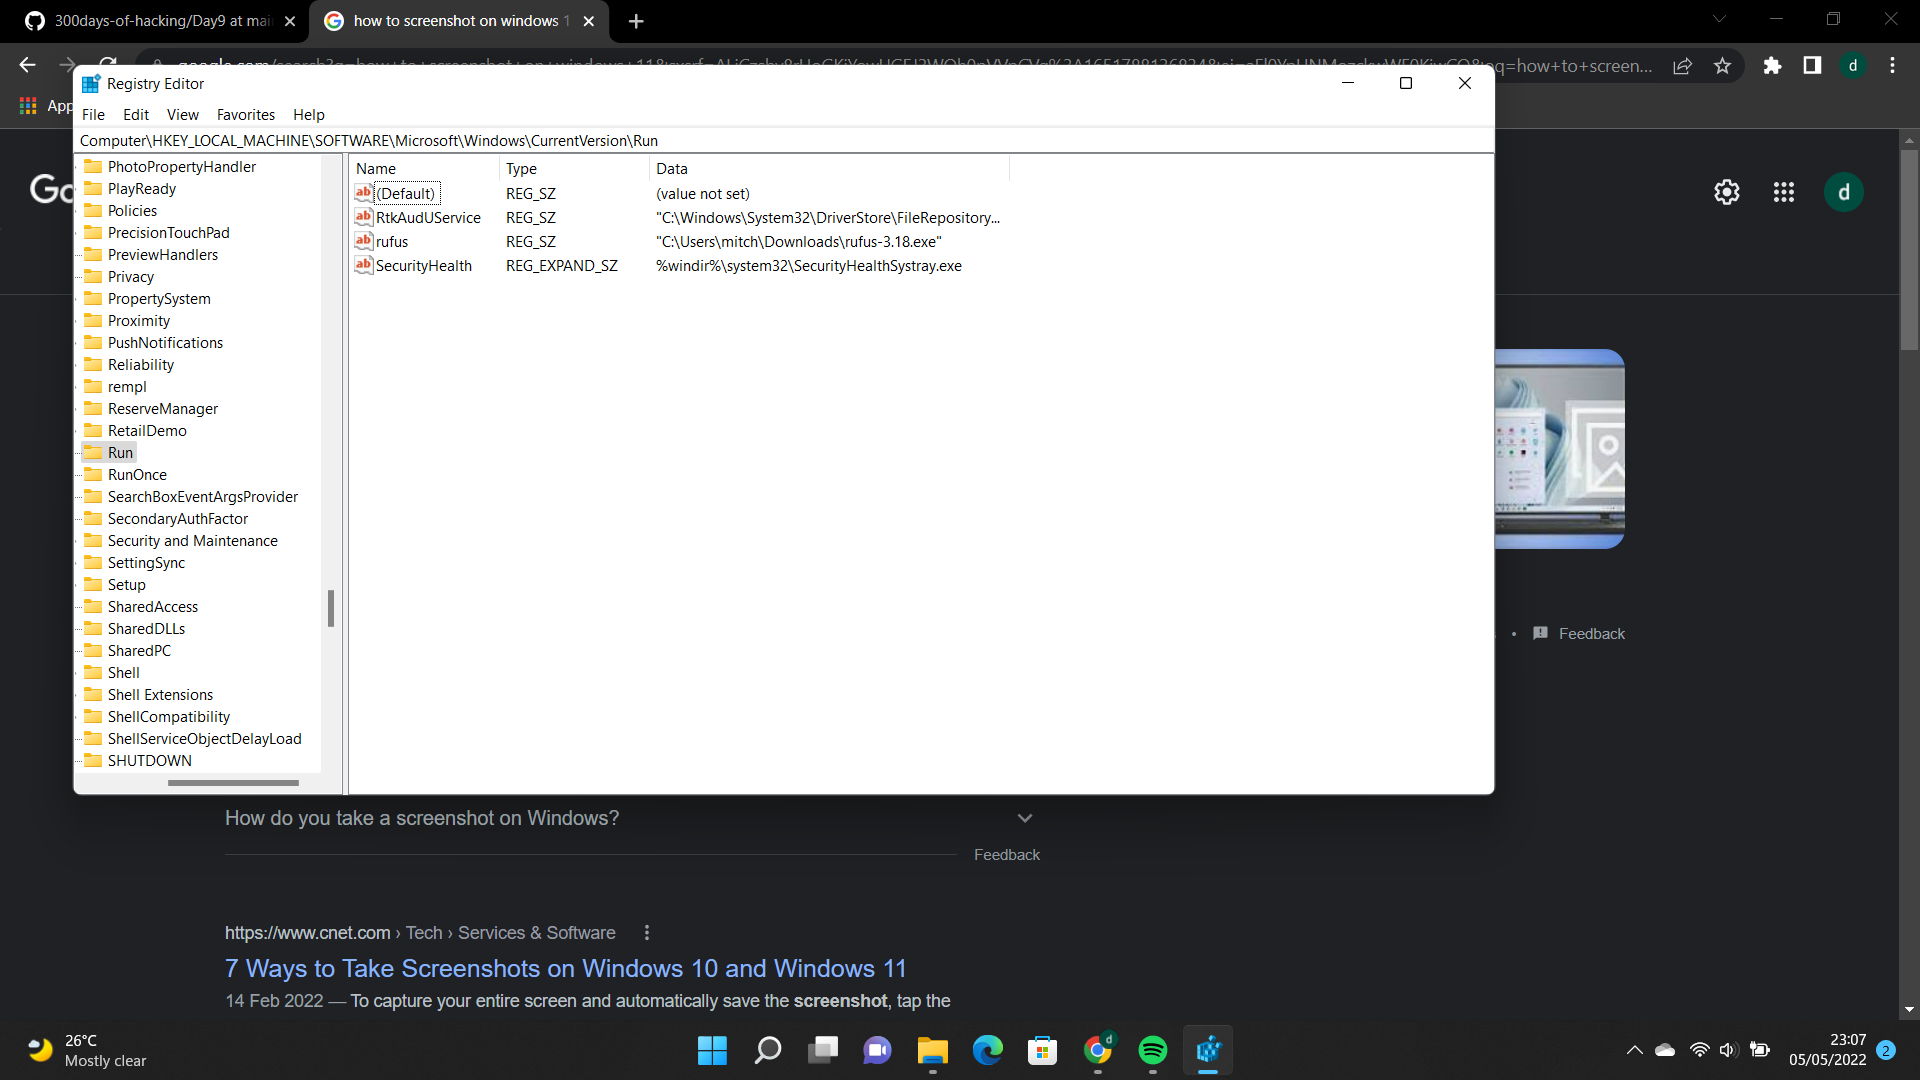 300days-of-hacking/Day9 at mai
how to screenshot on windows 1
Registry Editor
d
App
File Edit View Favorites Help
Computer\HKEY_LOCAL_MACHINE\SOFTWARE\Microsoft\Windows\CurrentVersion\Run
Name Type Data
(Default) REG_SZ (value not set)
RtkAudUService REG_SZ "C:\Windows\System32\DriverStore\FileRepository...
rufus REG_SZ "C:\Users\mitch\Downloads\rufus-3.18.exe"
SecurityHealth REG_EXPAND_SZ %windir%\system32\SecurityHealthSystray.exe
PhotoPropertyHandler
PlayReady
Policies
PrecisionTouchPad
PreviewHandlers
Privacy
PropertySystem
Proximity
PushNotifications
Reliability
rempl
ReserveManager
RetailDemo
Run
RunOnce
SearchBoxEventArgsProvider
SecondaryAuthFactor
Security and Maintenance
SettingSync
Setup
SharedAccess
SharedDLLs
SharedPC
Shell
Shell Extensions
ShellCompatibility
ShellServiceObjectDelayLoad
SHUTDOWN
Go
d
Feedback
How do you take a screenshot on Windows?
Feedback
https://www.cnet.com › Tech › Services & Software
7 Ways to Take Screenshots on Windows 10 and Windows 11
14 Feb 2022 — To capture your entire screen and automatically save the screenshot, tap the
26°C
Mostly clear
d
23:07
05/05/2022
2